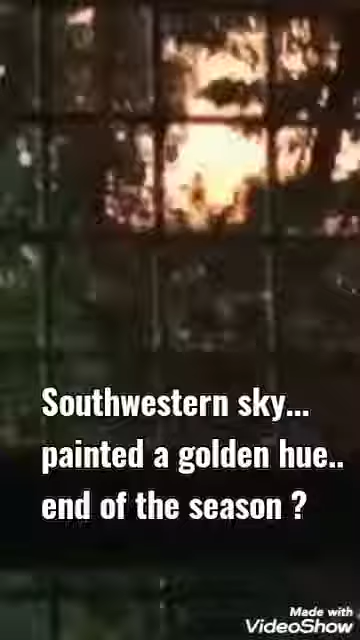 Southwestern sky...
painted a golden hue..
end of the season ?
Made with
VideoShow